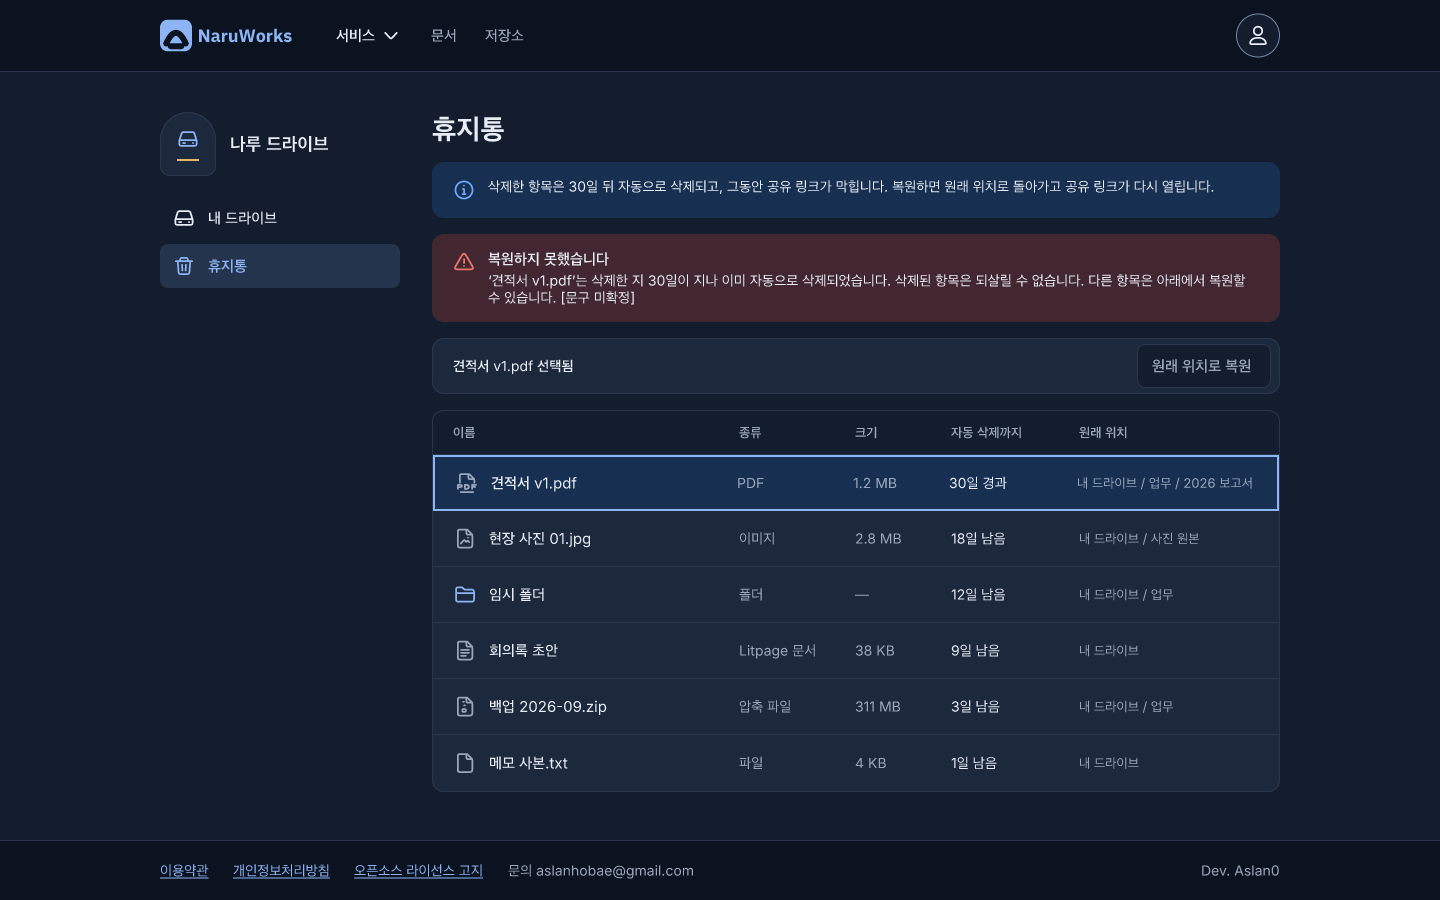 NaruWorks
서비스
문서
저장소
나루 드라이브
내 드라이브
휴지통
휴지통
삭제한 항목은 30일 뒤 자동으로 삭제되고, 그동안 공유 링크가 막힙니다. 복원하면 원래 위치로 돌아가고 공유 링크가 다시 열립니다.
복원하지 못했습니다
‘견적서 v1.pdf’는 삭제한 지 30일이 지나 이미 자동으로 삭제되었습니다. 삭제된 항목은 되살릴 수 없습니다. 다른 항목은 아래에서 복원할
수 있습니다. [문구 미확정]
견적서 v1.pdf 선택됨
원래 위치로 복원
이름 종류 크기 자동 삭제까지 원래 위치
PDF 견적서 v1.pdf PDF 1.2 MB 30일 경과 내 드라이브 / 업무 / 2026 보고서
현장 사진 01.jpg 이미지 2.8 MB 18일 남음 내 드라이브 / 사진 원본
임시 폴더 폴더 — 12일 남음 내 드라이브 / 업무
회의록 초안 Litpage 문서 38 KB 9일 남음 내 드라이브
백업 2026-09.zip 압축 파일 311 MB 3일 남음 내 드라이브 / 업무
메모 사본.txt 파일 4 KB 1일 남음 내 드라이브
이용약관 개인정보처리방침 오픈소스 라이선스 고지 문의 aslanhobae@gmail.com Dev. Aslan0